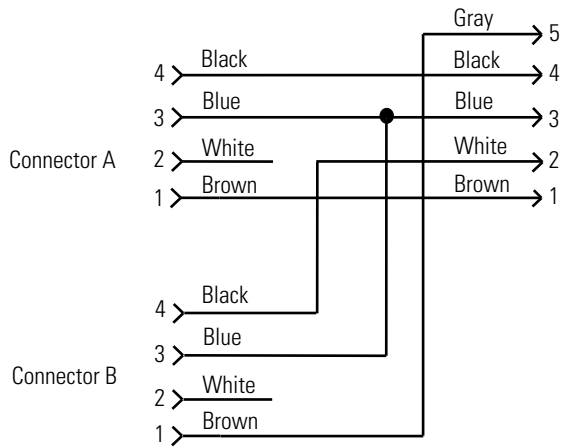 Gray
5
4
Black
Black
4
3
Blue
Blue
3
Connector A
2
White
White
2
1
Brown
Brown
1
4
Black
3
Blue
Connector B
2
White
1
Brown